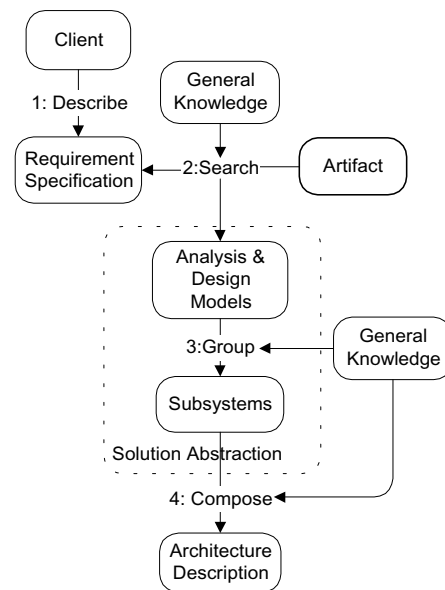 Client
1: Describe
General
Knowledge
Requirement
Specification
2:Search
Artifact
Analysis &
Design
Models
3:Group
General
Knowledge
Subsystems
Solution Abstraction
4: Compose
Architecture
Description